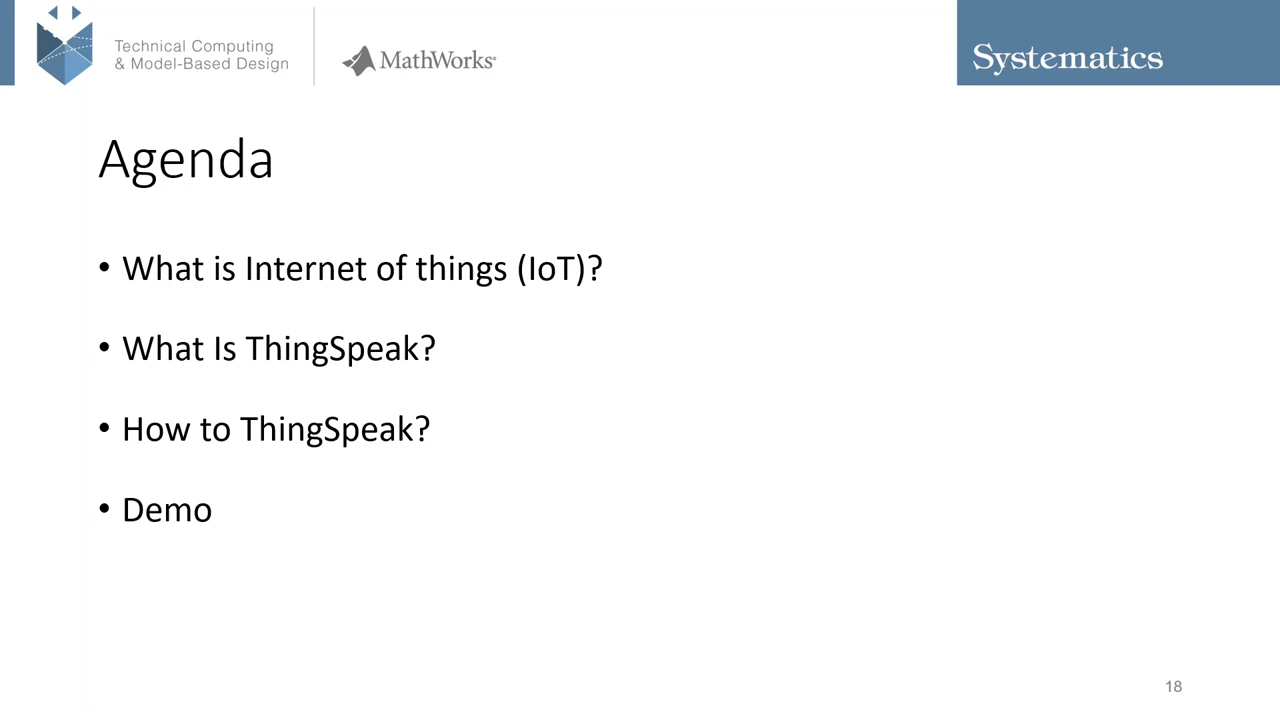 Technical Computing
& Model-Based Design
MathWorks®
Systematics
Agenda
• What is Internet of things (IoT)?
• What Is ThingSpeak?
• How to ThingSpeak?
• Demo
18